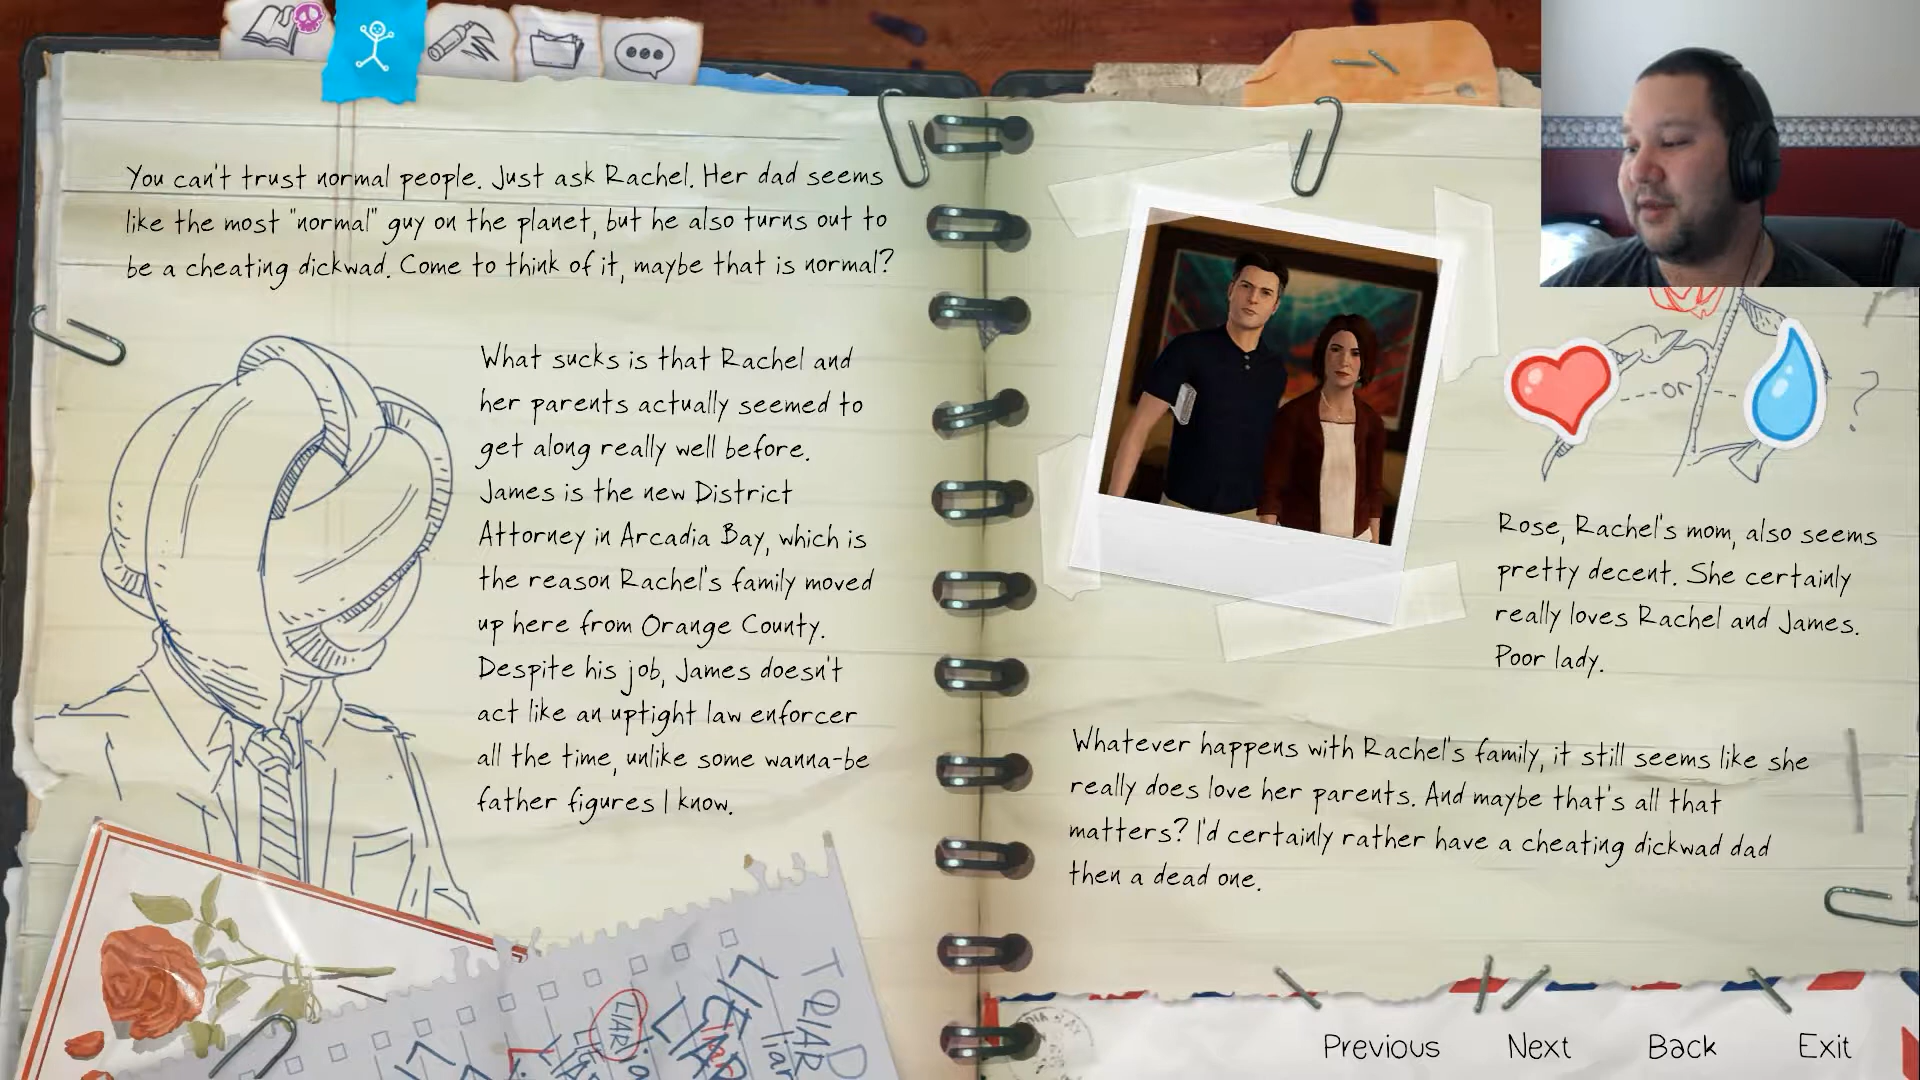 You can't trust normal people. Just ask Rachel. Her dad seems
like the most "normal" guy on the planet, but he also turns out to
be a cheating dickwad. Come to think of it, maybe that is normal?
What sucks is that Rachel and
her parents actually seemed to
get along really well before.
James is the new District
Attorney in Arcadia Bay, which is
the reason Rachel's family moved
up here from Orange County.
Despite his job, James doesn't
act like an uptight law enforcer
all the time, unlike some wanna-be
father figures I know.
LIAR
LIAR
liar
-or-
?
Rose, Rachel's mom, also seems
pretty decent. She certainly
really loves Rachel and James.
Poor lady.
Whatever happens with Rachel's family, it still seems like she
really does love her parents. And maybe that's all that
matters? I'd certainly rather have a cheating dickwad dad
then a dead one.
Previous Next Back Exit